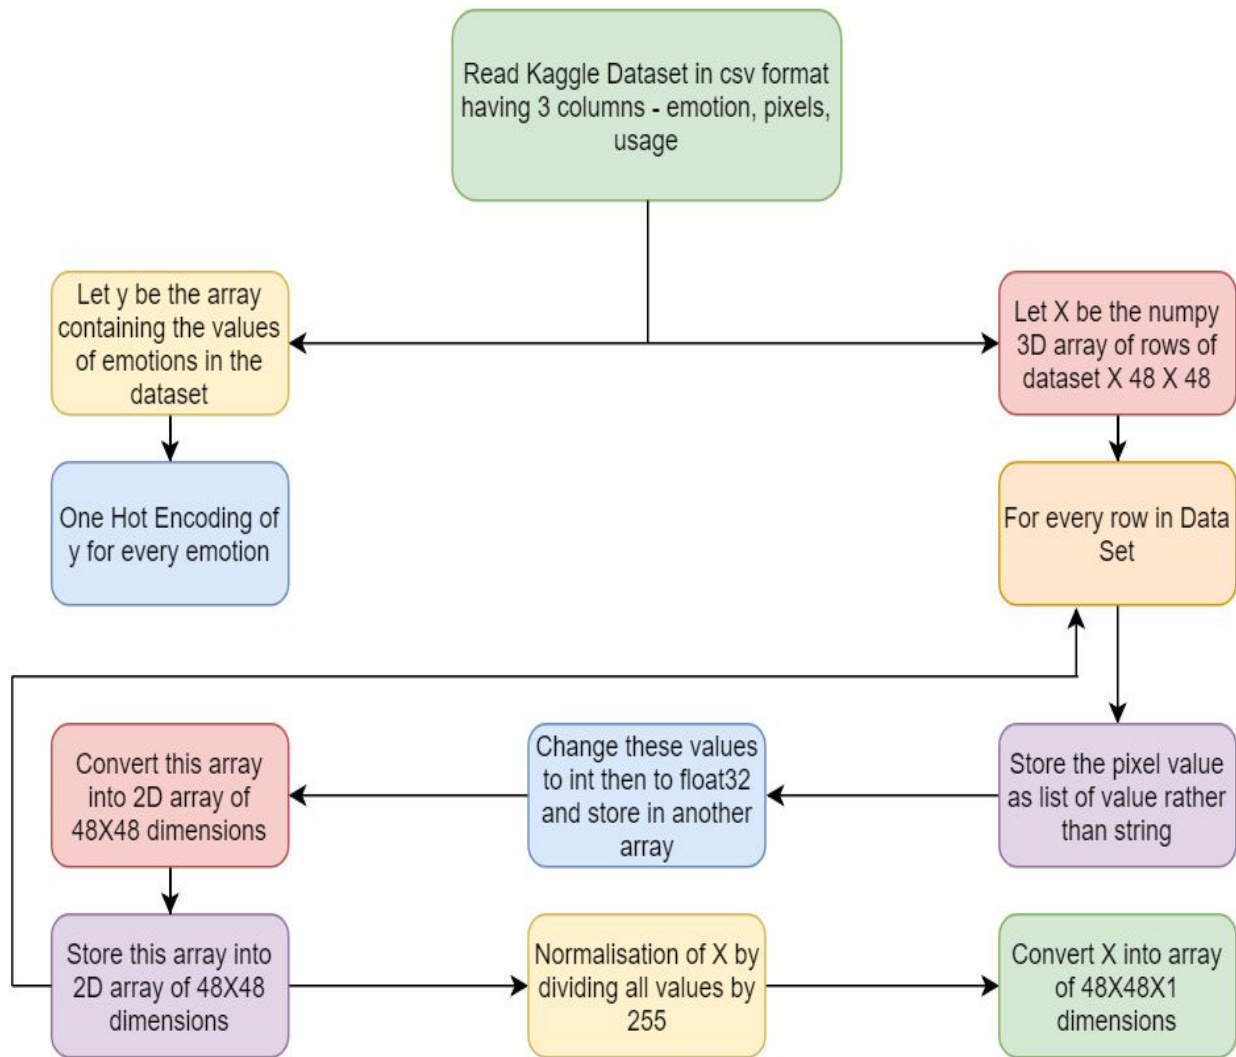 Read Kaggle Dataset in csv format
having 3 columns - emotion, pixels,
usage
Let y be the array
containing the values
of emotions in the
dataset
Let X be the numpy
3D array of rows of
dataset X 48 X 48
One Hot Encoding of
y for every emotion
For every row in Data
Set
Store the pixel value
as list of value rather
than string
Change these values
to int then to float32
and store in another
array
Convert this array
into 2D array of
48X48 dimensions
Store this array into
2D array of 48X48
dimensions
Normalisation of X by
dividing all values by
255
Convert X into array
of 48X48X1
dimensions